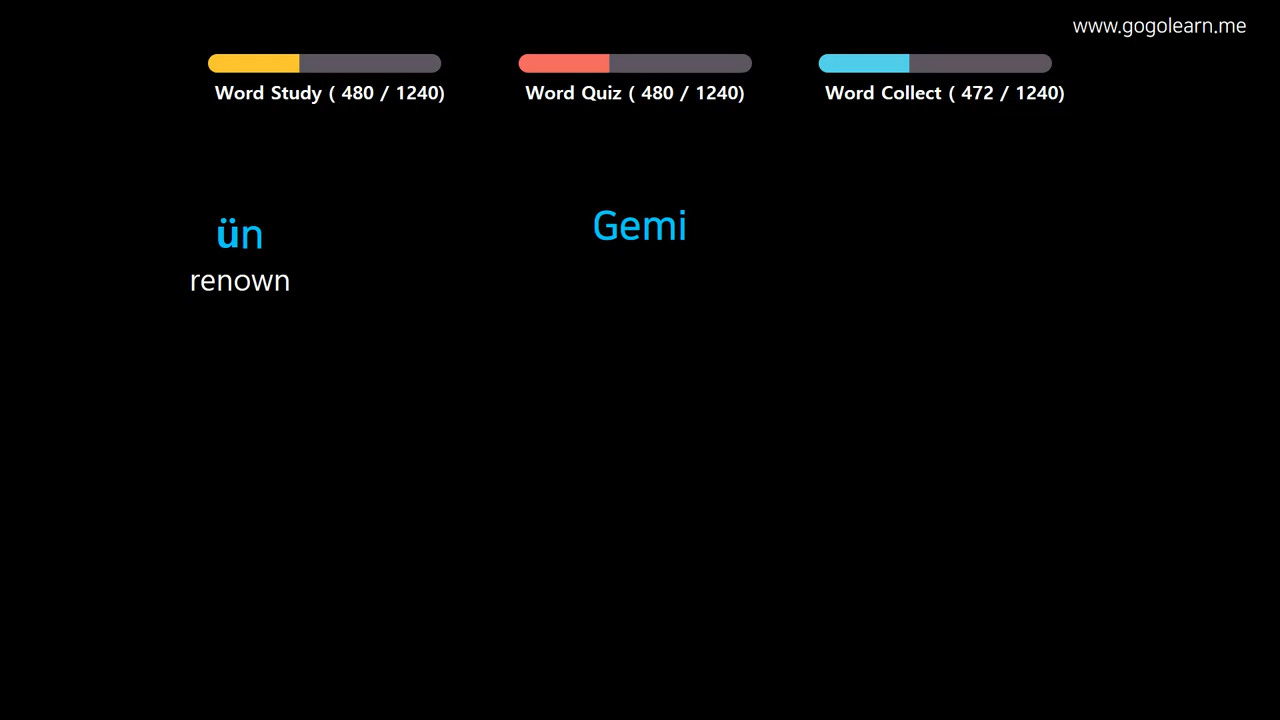 www.gogolearn.me
Word Study ( 480 / 1240)
Word Quiz ( 480 / 1240)
Word Collect ( 472 / 1240)
ün
renown
Gemi